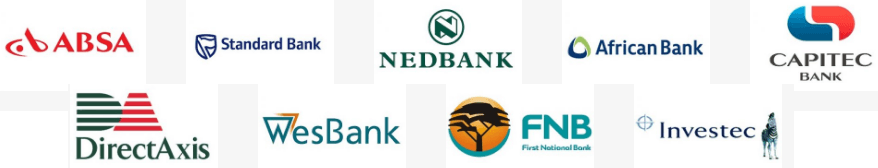 ABSA
Standard Bank
NEDBANK
African Bank
CAPITEC
BANK
DirectAxis
WesBank
FNB
First National Bank
Investec